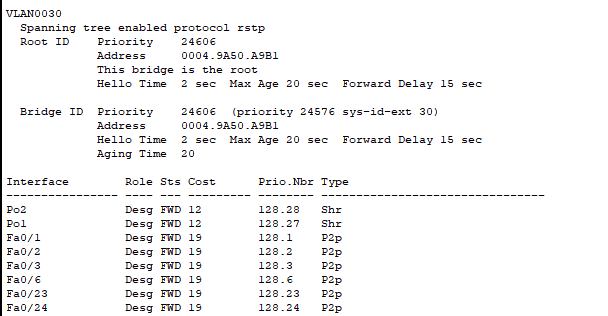 VLAN0030
  Spanning tree enabled protocol rstp
  Root ID    Priority    24606
             Address     0004.9A50.A9B1
             This bridge is the root
             Hello Time  2 sec  Max Age 20 sec  Forward Delay 15 sec

  Bridge ID  Priority    24606  (priority 24576 sys-id-ext 30)
             Address     0004.9A50.A9B1
             Hello Time  2 sec  Max Age 20 sec  Forward Delay 15 sec
             Aging Time  20

Interface        Role Sts Cost      Prio.Nbr Type
---------------- ---- --- --------- -------- --------------------------------
Po2              Desg FWD 12        128.28   Shr
Po1              Desg FWD 12        128.27   Shr
Fa0/1            Desg FWD 19        128.1    P2p
Fa0/2            Desg FWD 19        128.2    P2p
Fa0/3            Desg FWD 19        128.3    P2p
Fa0/6            Desg FWD 19        128.6    P2p
Fa0/23           Desg FWD 19        128.23   P2p
Fa0/24           Desg FWD 19        128.24   P2p